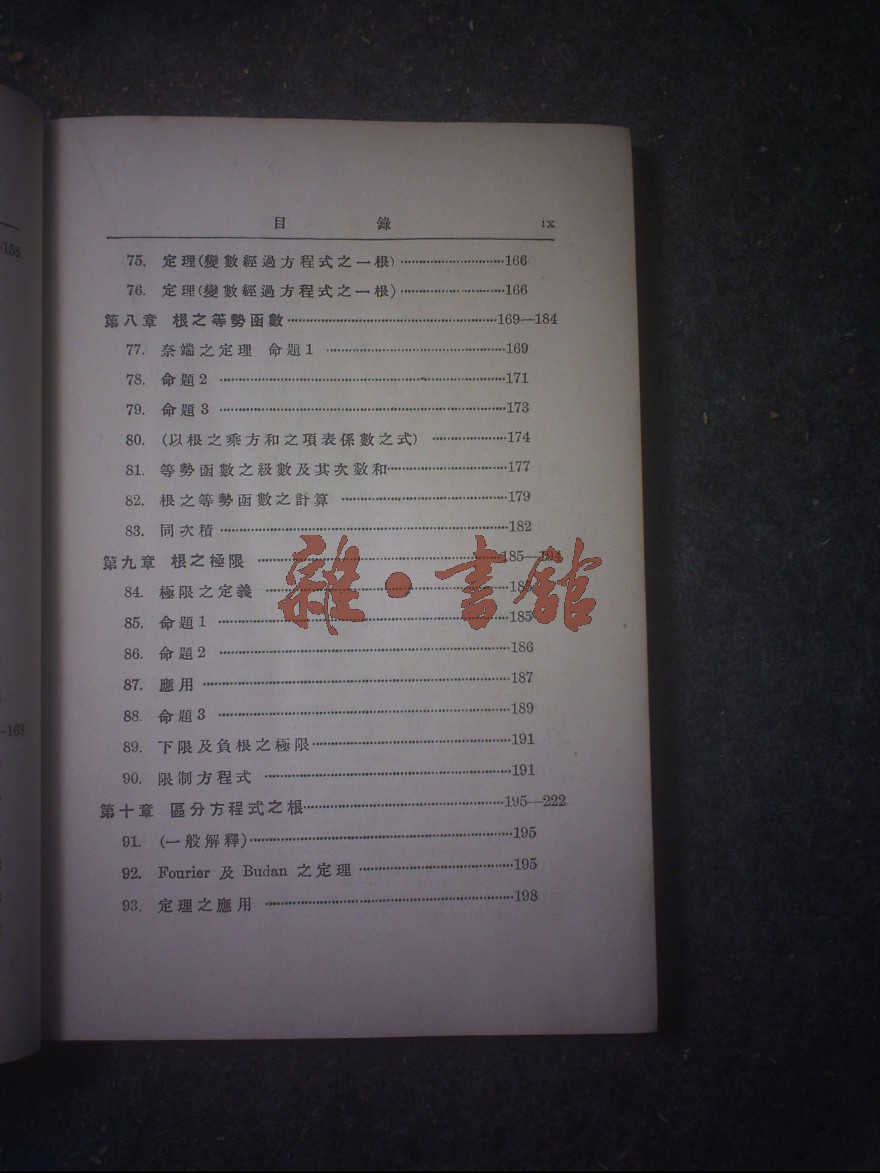 目 錄 ix
75. 定理(變數經過方程式之一根)……166
76. 定理(變數經過方程式之一根)……166
第八章 根之等勢函數……169—184
77. 奈端之定理 命題1……169
78. 命題2……171
79. 命題3……173
80. (以根之乘方和之項表係數之式)……174
81. 等勢函數之級數及其次數和……177
82. 根之等勢函數之計算……179
83. 同次積……182
第九章 根之極限……185—194
84. 極限之定義……185
85. 命題1……185
86. 命題2……186
87. 應用……187
88. 命題3……189
89. 下限及負根之極限……191
90. 限制方程式……191
第十章 區分方程式之根……195—222
91. (一般解釋)……195
92. Fourier 及 Budan 之定理……195
93. 定理之應用……198
雜·書館
—158
—168